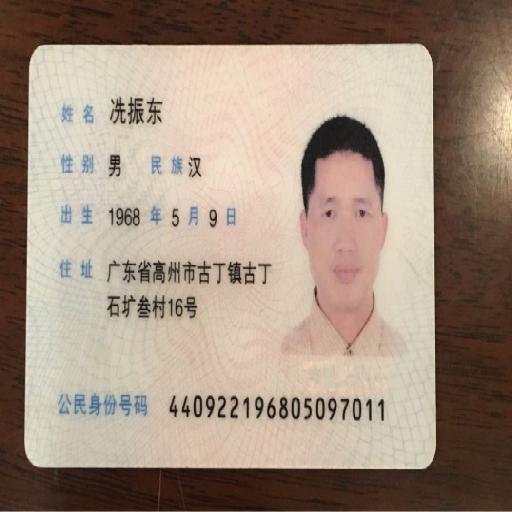 姓名 冼振东
性别 男 民族 汉
出生 1968 年 5 月 9 日
住址 广东省高州市古丁镇古丁
石圹叁村16号
公民身份号码 440922196805097011